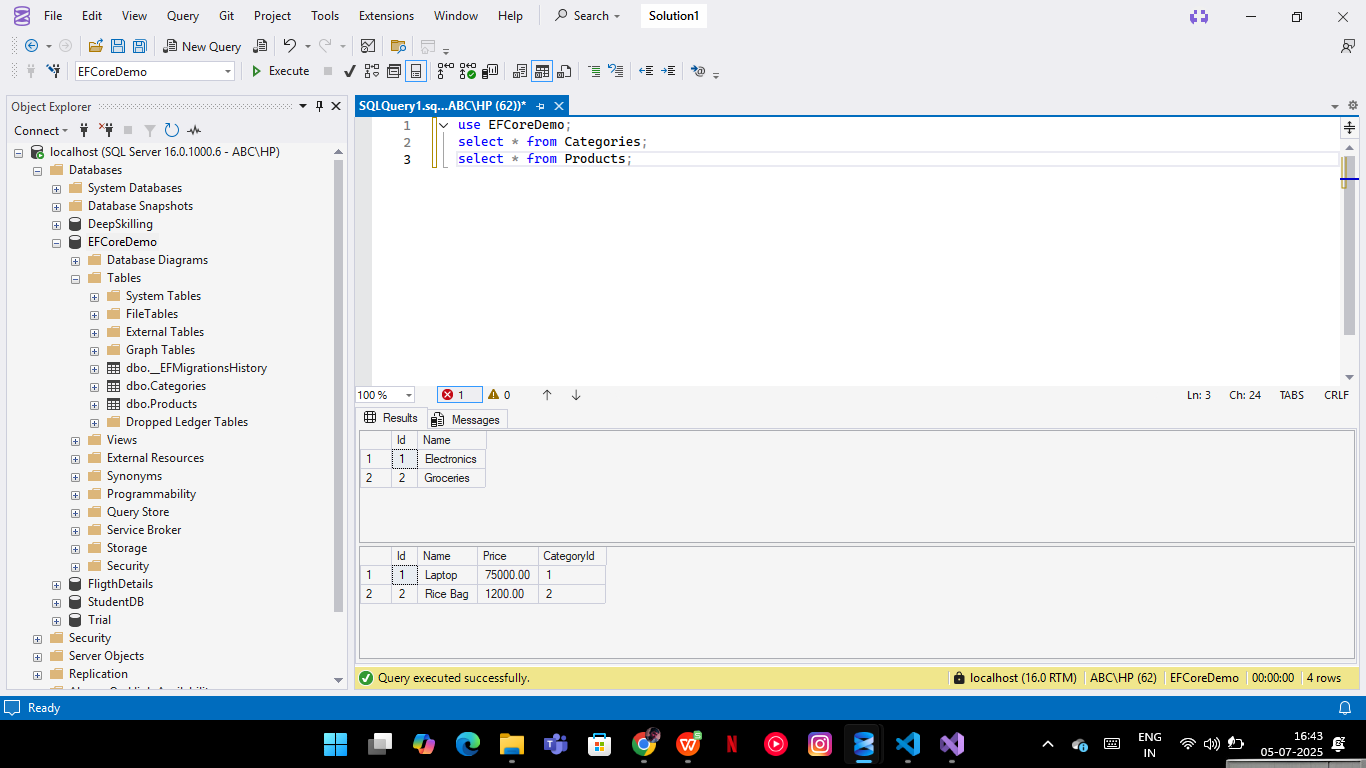 File Edit View Query Git Project Tools Extensions Window Help Search Solution1
New Query
EFCoreDemo Execute
Object Explorer
Connect
localhost (SQL Server 16.0.1000.6 - ABC\HP)
Databases
System Databases
Database Snapshots
DeepSkilling
EFCoreDemo
Database Diagrams
Tables
System Tables
FileTables
External Tables
Graph Tables
dbo.__EFMigrationsHistory
dbo.Categories
dbo.Products
Dropped Ledger Tables
Views
External Resources
Synonyms
Programmability
Query Store
Service Broker
Storage
Security
FligthDetails
StudentDB
Trial
Security
Server Objects
Replication
SQLQuery1.sq...ABC\HP (62))*
1 use EFCoreDemo;
2 select * from Categories;
3 select * from Products;
100 % 1 0 Ln: 3 Ch: 24 TABS CRLF
Results Messages
Id Name
1 1 Electronics
2 2 Groceries
Id Name Price CategoryId
1 1 Laptop 75000.00 1
2 2 Rice Bag 1200.00 2
Query executed successfully. localhost (16.0 RTM) ABC\HP (62) EFCoreDemo 00:00:00 4 rows
Ready
ENG
IN
16:43
05-07-2025